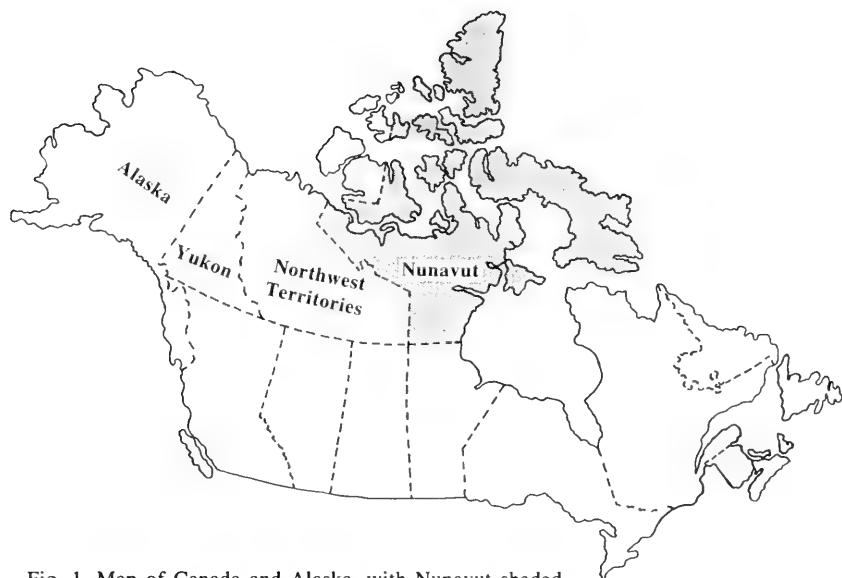 Alaska
Yukon
Northwest
Territories
Nunavut
Fig. 1. Map of Canada and Alaska, with Nunavut shaded.